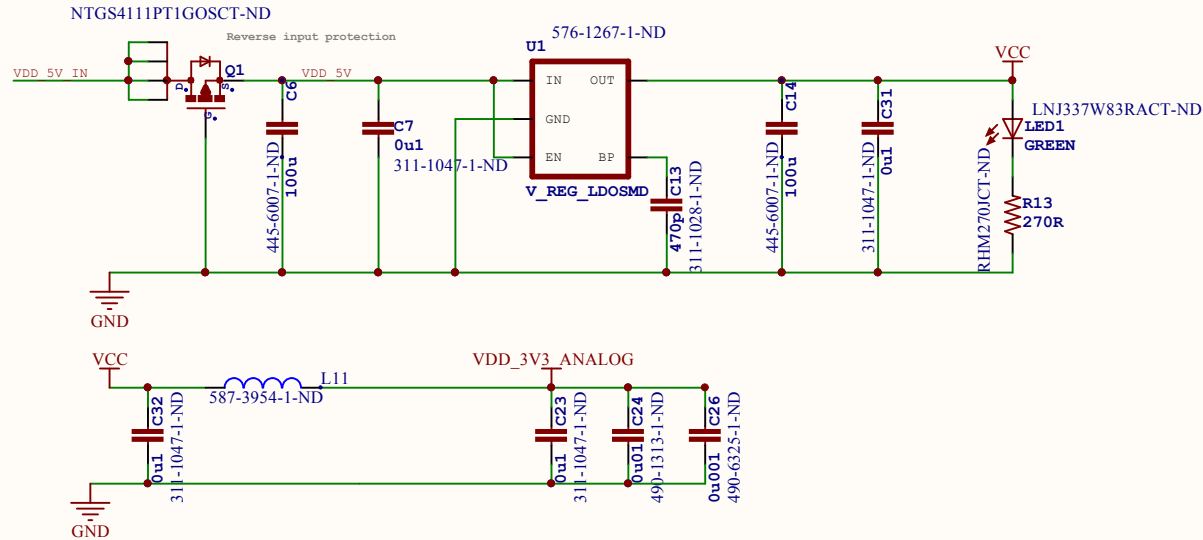 NTGS4111PT1GOSCT-ND
Reverse input protection
VDD_5V_IN
D
S
G
Q1
VDD_5V
C6
100u
445-6007-1-ND
C7
0u1
311-1047-1-ND
U1
576-1267-1-ND
IN
OUT
GND
EN
BP
V_REG_LDOSMD
C13
470p
311-1028-1-ND
C14
100u
445-6007-1-ND
C31
0u1
311-1047-1-ND
VCC
LNJ337W83RACT-ND
LED1
GREEN
R13
270R
RHM270JCT-ND
GND
VCC
L11
587-3954-1-ND
C32
0u1
311-1047-1-ND
VDD_3V3_ANALOG
C23
0u1
311-1047-1-ND
C24
0u01
490-1313-1-ND
C26
0u001
490-6325-1-ND
GND